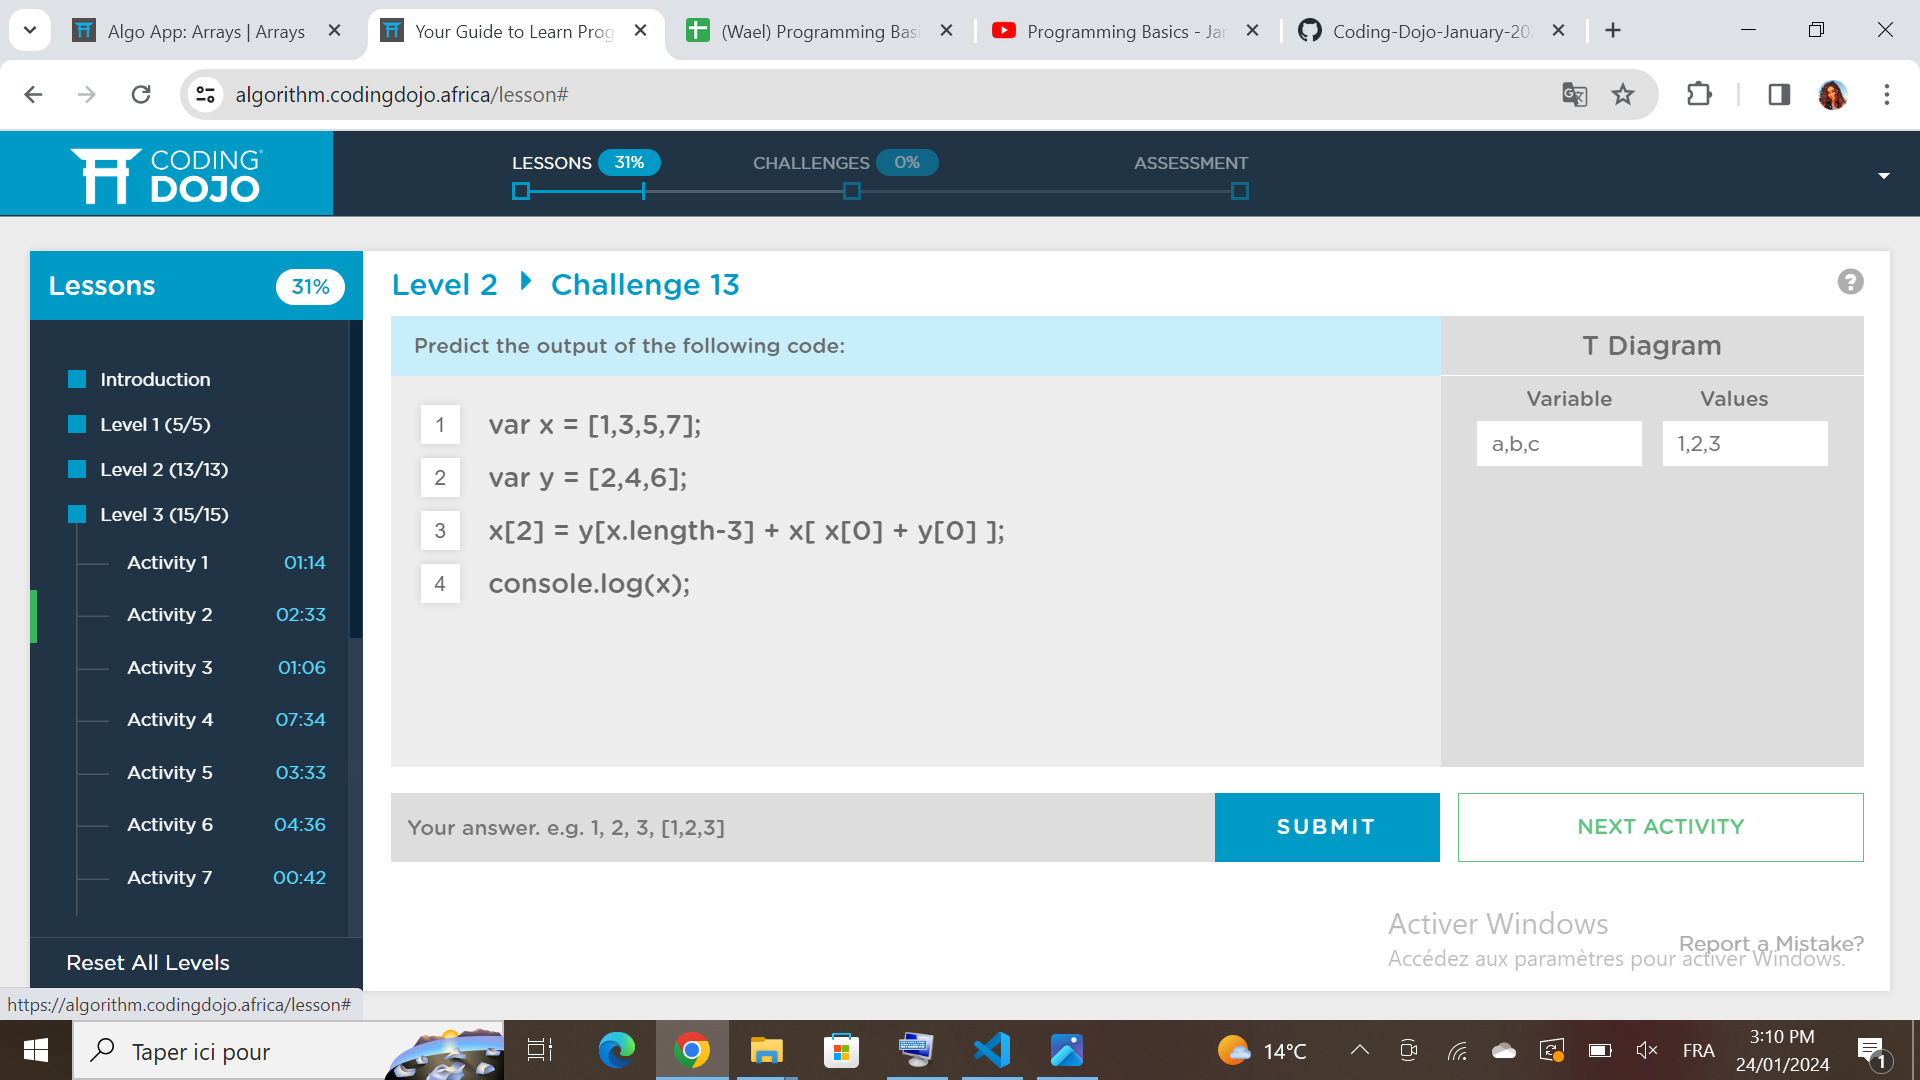 Algo App: Arrays | Arrays
Your Guide to Learn Prog
(Wael) Programming Basi
Programming Basics - Jan
Coding-Dojo-January-202
algorithm.codingdojo.africa/lesson#
CODING
DOJO
LESSONS 31%
CHALLENGES 0%
ASSESSMENT
Lessons 31%
Introduction
Level 1 (5/5)
Level 2 (13/13)
Level 3 (15/15)
Activity 1 01:14
Activity 2 02:33
Activity 3 01:06
Activity 4 07:34
Activity 5 03:33
Activity 6 04:36
Activity 7 00:42
Reset All Levels
Level 2 Challenge 13
?
Predict the output of the following code:
1 var x = [1,3,5,7];
2 var y = [2,4,6];
3 x[2] = y[x.length-3] + x[ x[0] + y[0] ];
4 console.log(x);
T Diagram
Variable Values
a,b,c 1,2,3
Your answer. e.g. 1, 2, 3, [1,2,3]
SUBMIT
NEXT ACTIVITY
Activer Windows
Report a Mistake?
Accédez aux paramètres pour activer Windows.
https://algorithm.codingdojo.africa/lesson#
Taper ici pour
14°C
FRA
3:10 PM
24/01/2024
1